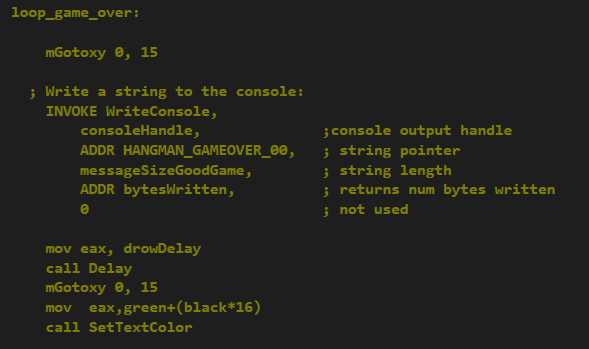 loop_game_over:
mGotoxy 0, 15
; Write a string to the console:
INVOKE WriteConsole,
consoleHandle, ;console output handle
ADDR HANGMAN_GAMEOVER_00, ; string pointer
messageSizeGoodGame, ; string length
ADDR bytesWritten, ; returns num bytes written
0 ; not used
mov eax, drowDelay
call Delay
mGotoxy 0, 15
mov  eax,green+(black*16)
call SetTextColor